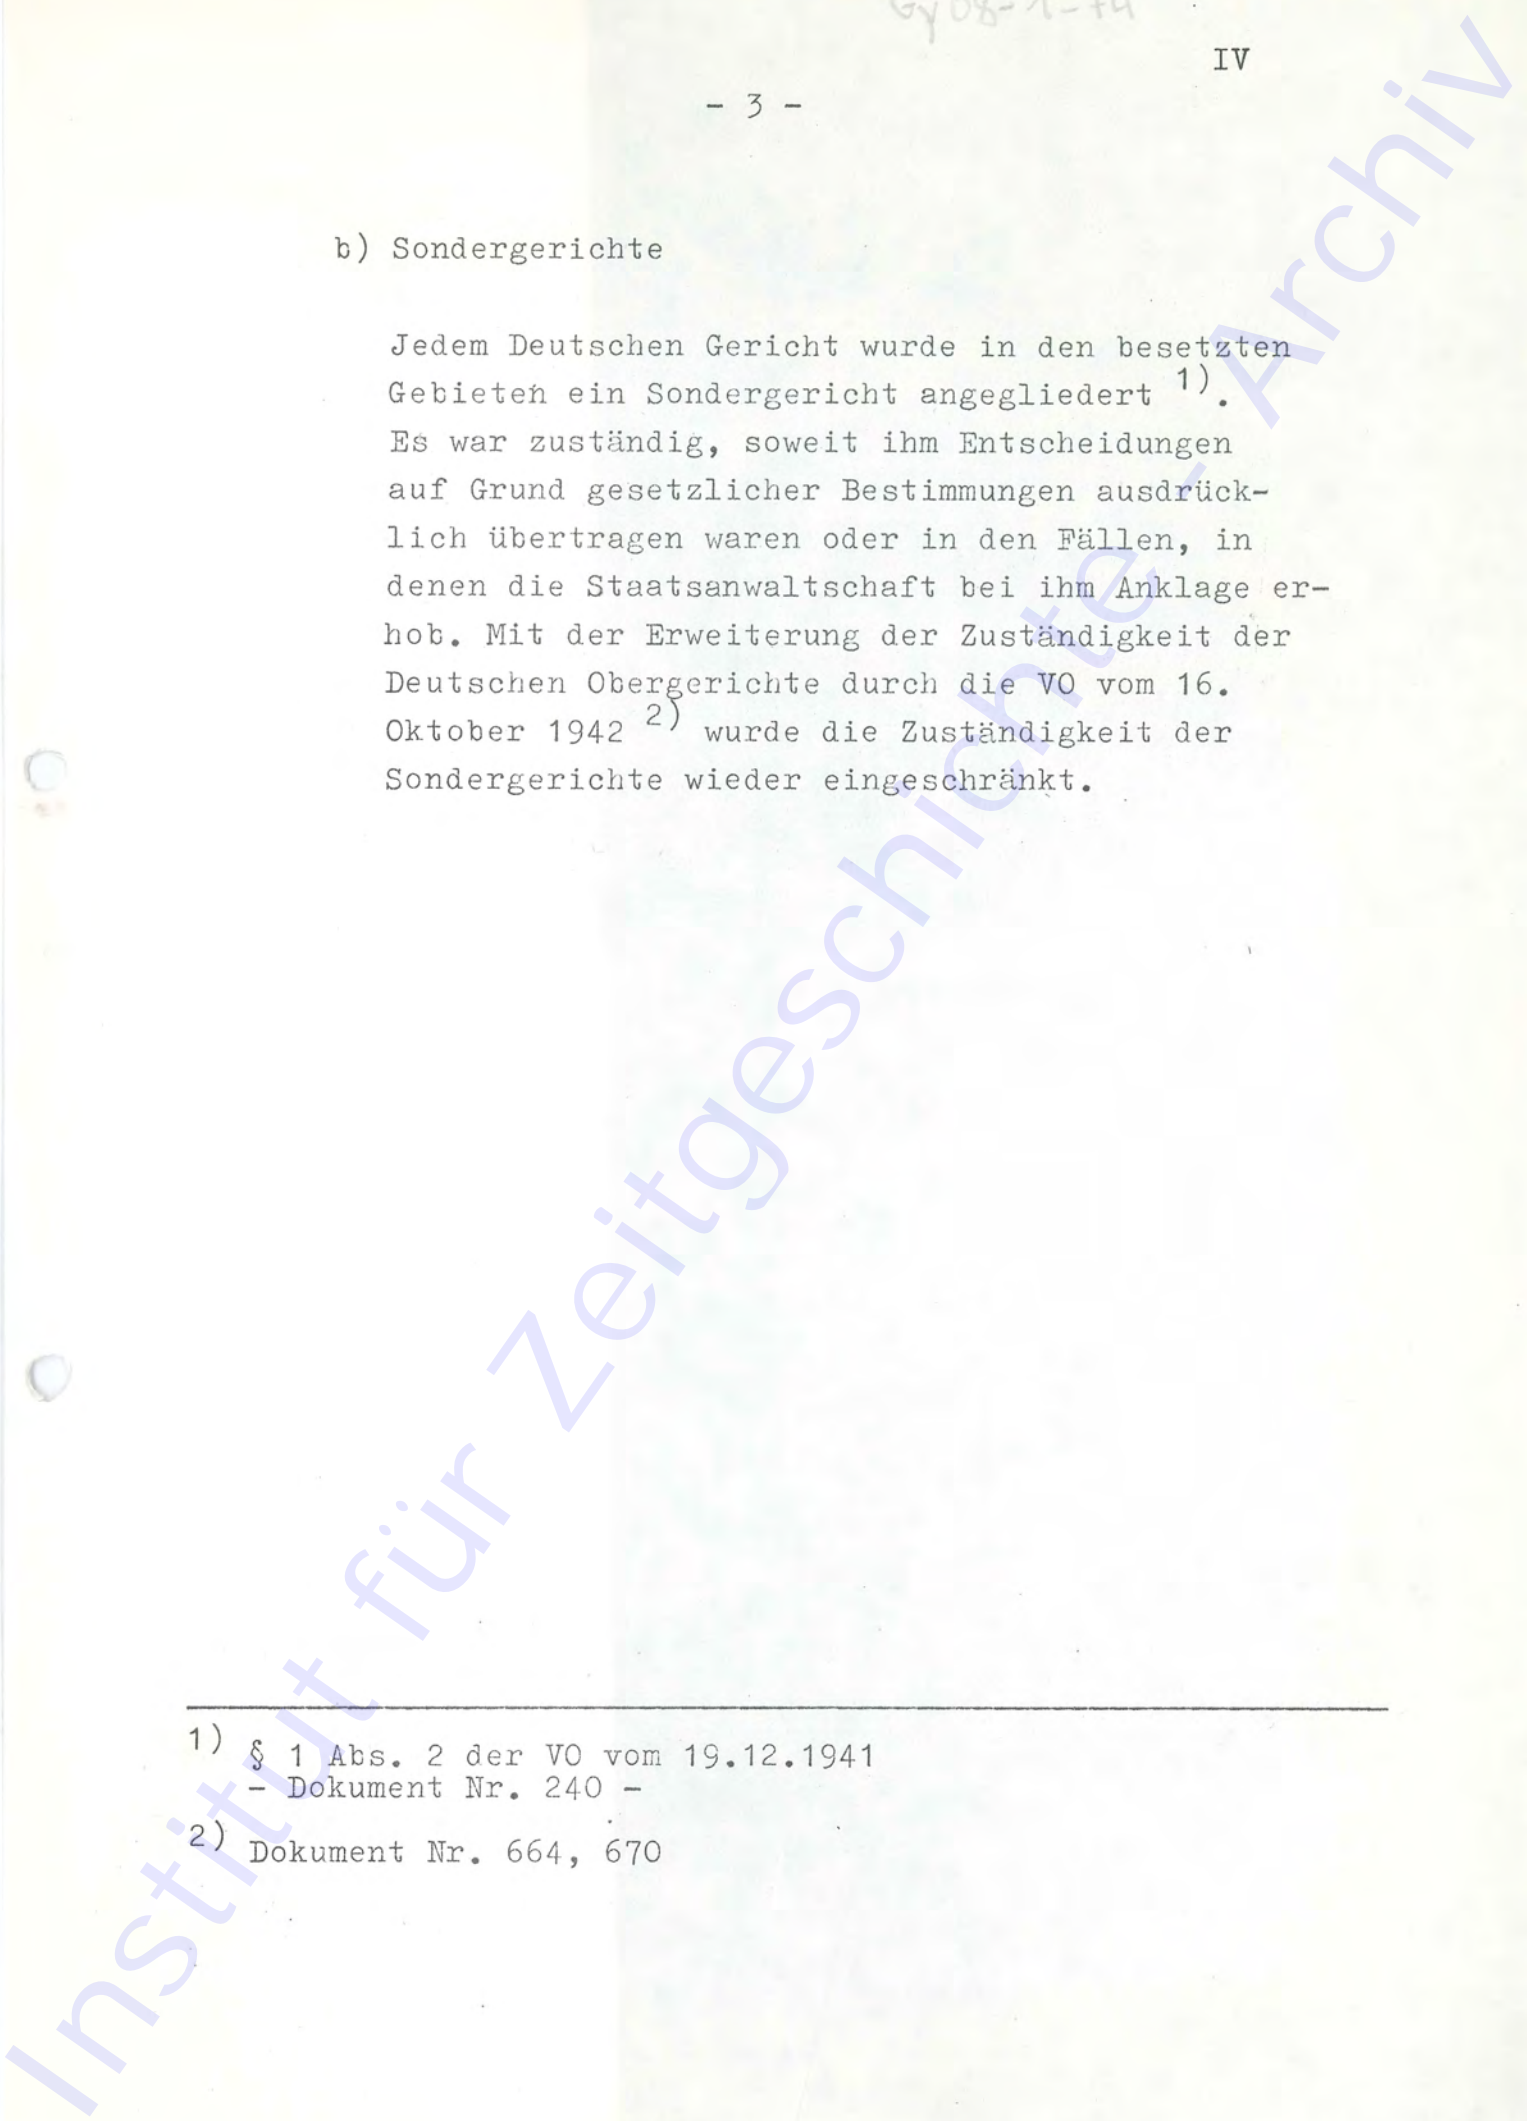 IV
- 3 -
b) Sondergerichte
Jedem Deutschen Gericht wurde in den besetzten
Gebieten ein Sondergericht angegliedert 1).
Es war zuständig, soweit ihm Entscheidungen
auf Grund gesetzlicher Bestimmungen ausdrück-
lich übertragen waren oder in den Fällen, in
denen die Staatsanwaltschaft bei ihm Anklage er-
hob. Mit der Erweiterung der Zuständigkeit der
Deutschen Obergerichte durch die VO vom 16.
Oktober 1942 2) wurde die Zuständigkeit der
Sondergerichte wieder eingeschränkt.
1) § 1 Abs. 2 der VO vom 19.12.1941
- Dokument Nr. 240 -
2) Dokument Nr. 664, 670
Institut für Zeitgeschichte - Archiv